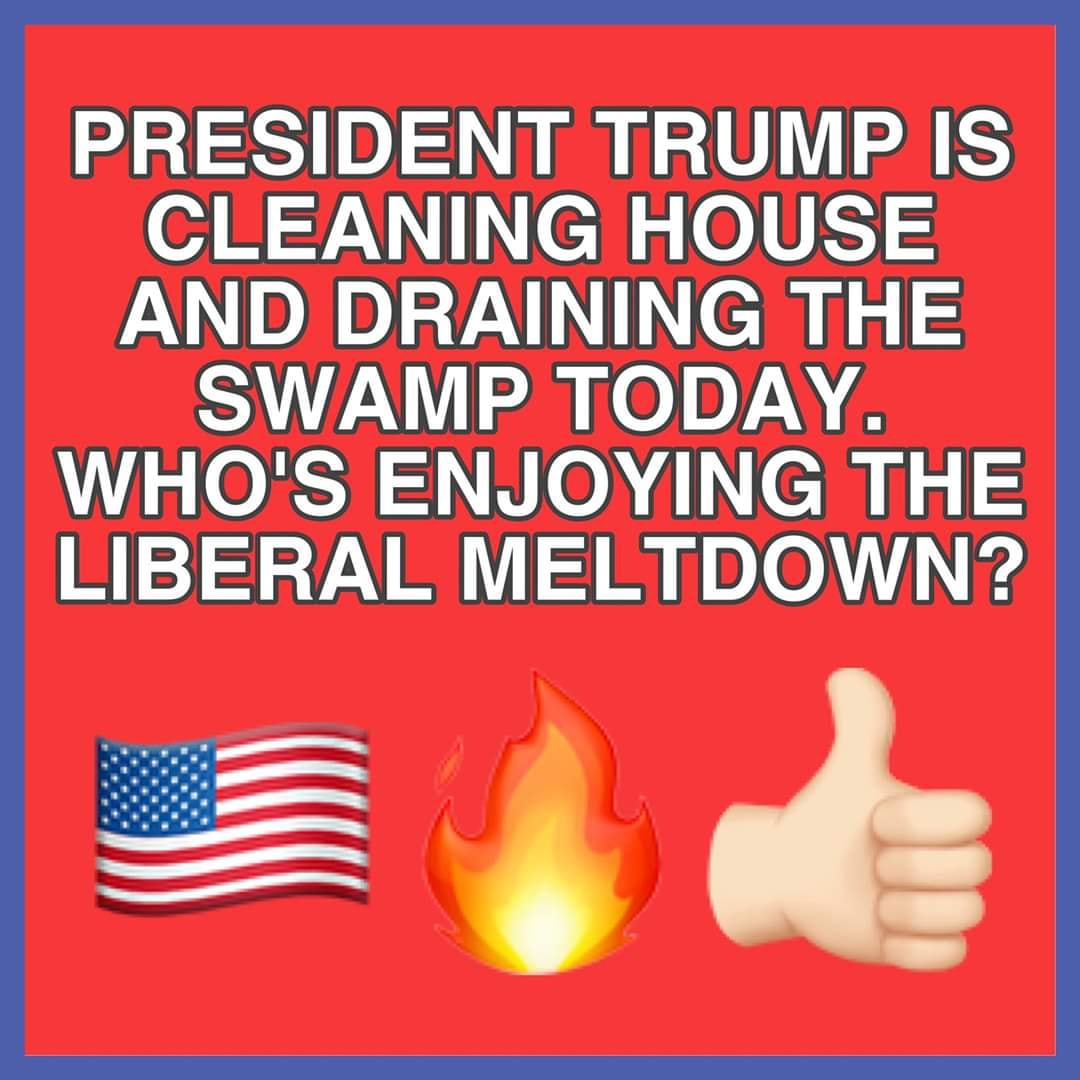 PRESIDENT TRUMP IS
CLEANING HOUSE
AND DRAINING THE
SWAMP TODAY.
WHO'S ENJOYING THE
LIBERAL MELTDOWN?